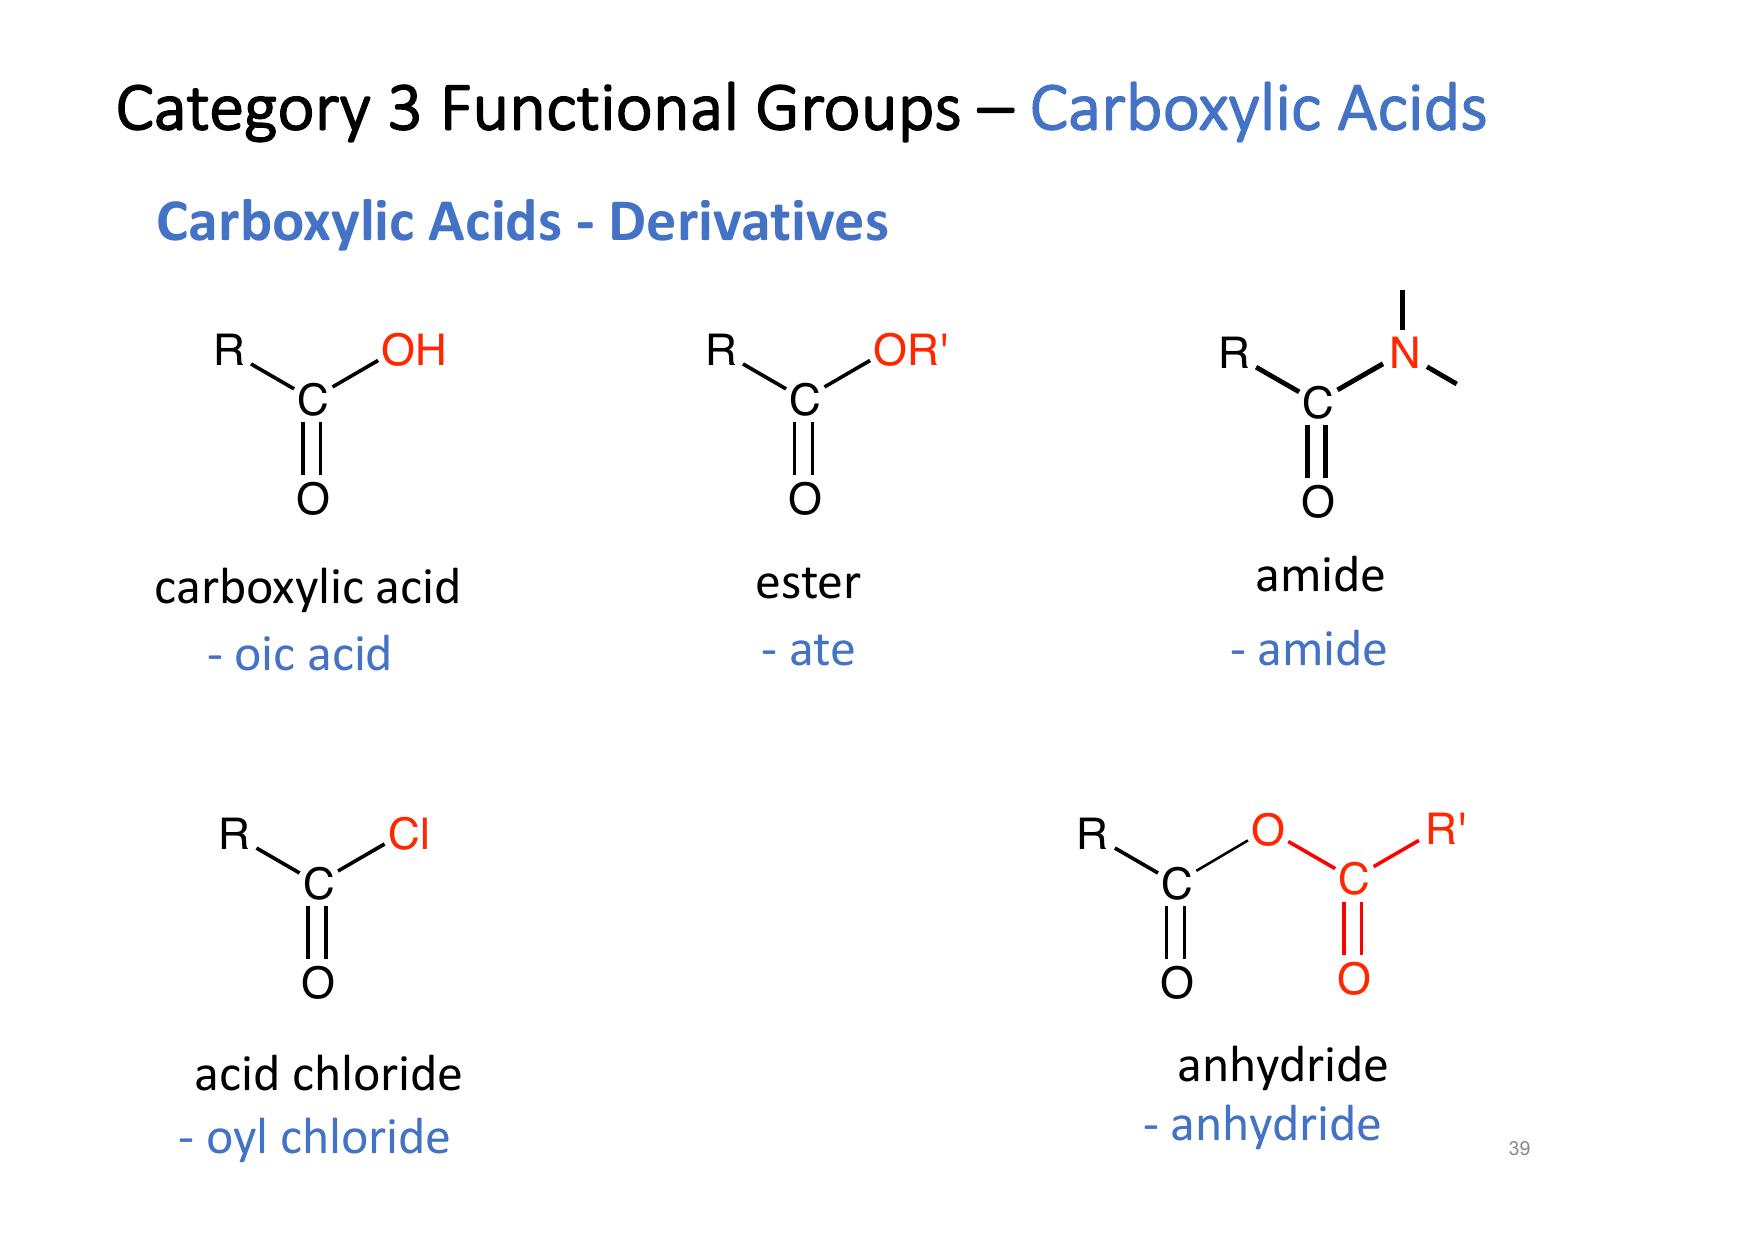 Category 3 Functional Groups – Carboxylic Acids
Carboxylic Acids - Derivatives
R OH
C
O
carboxylic acid
- oic acid
R OR'
C
O
ester
- ate
R N
C
O
amide
- amide
R Cl
C
O
acid chloride
- oyl chloride
R O R'
C C
O O
anhydride
- anhydride
39